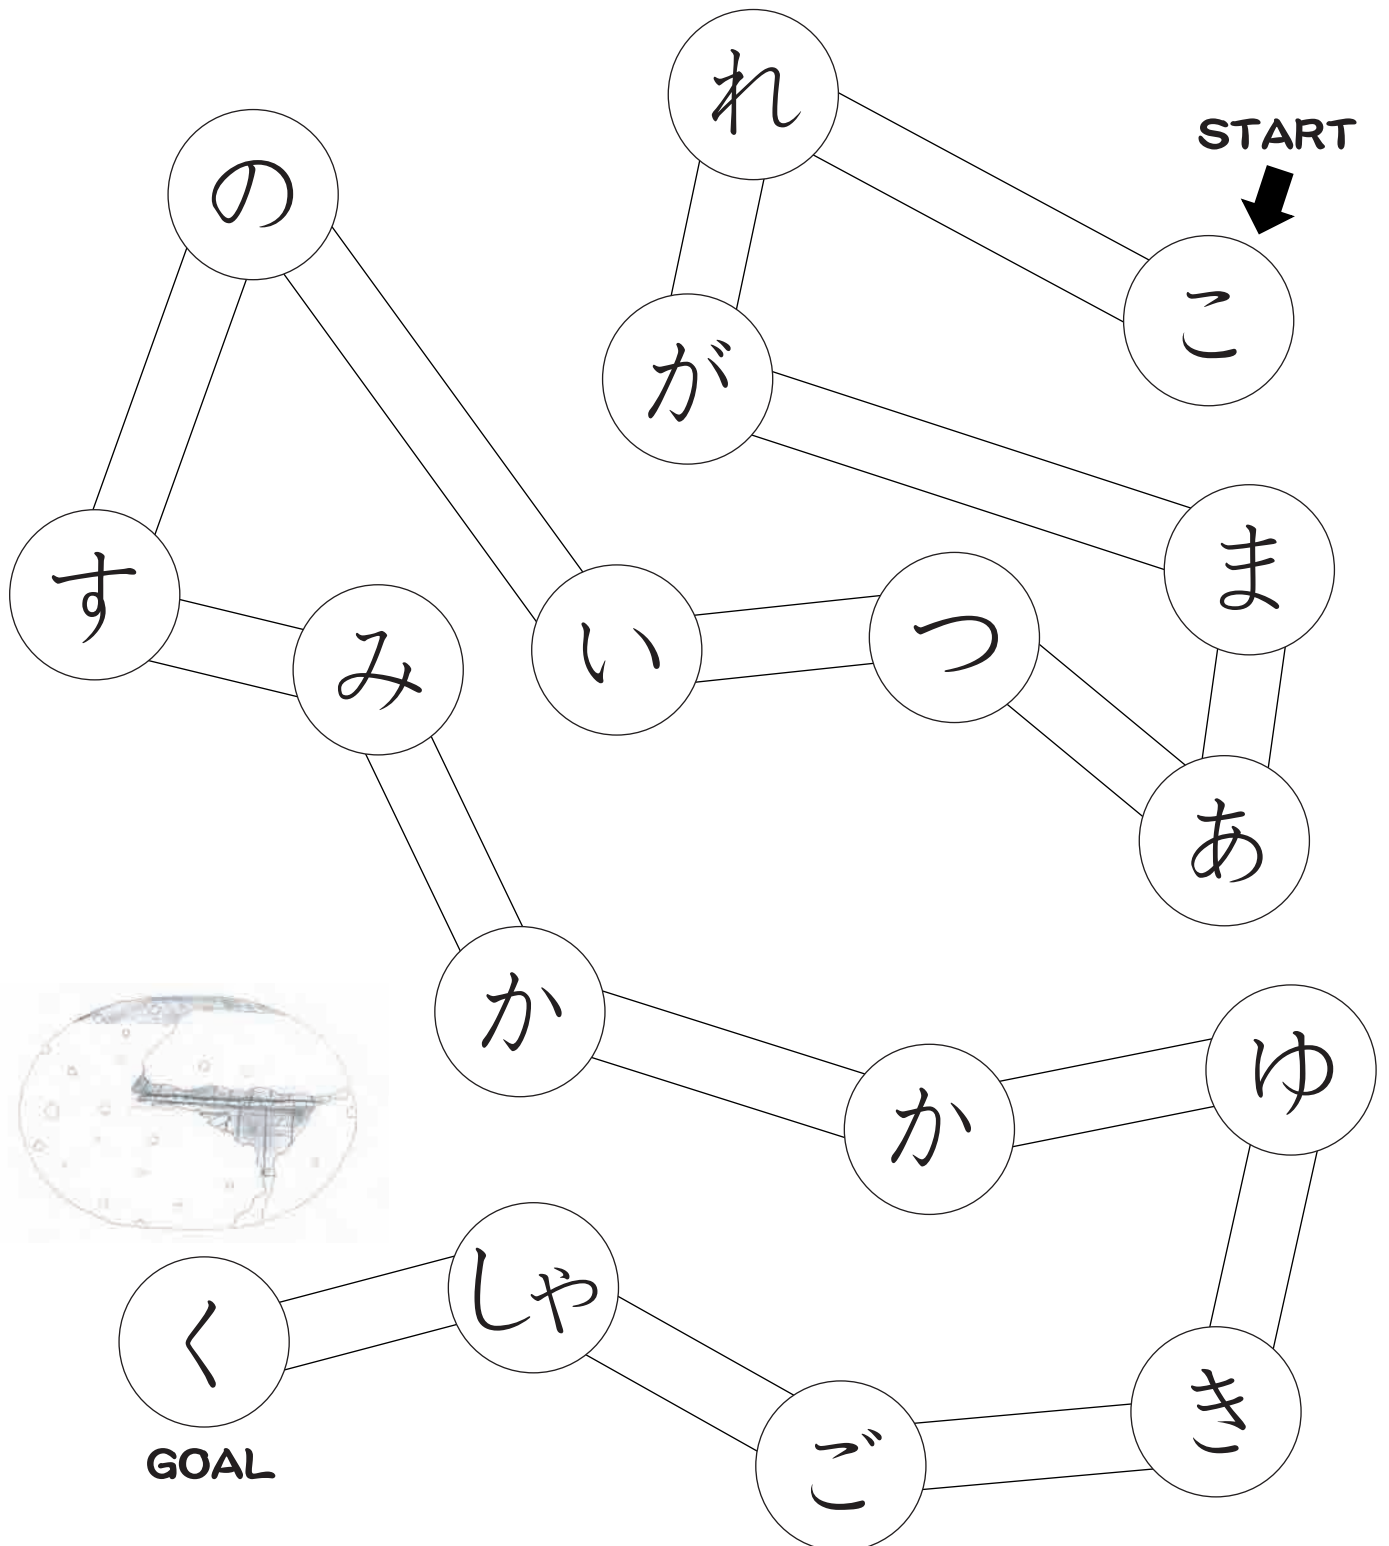 START
こ
れ
が
ま
あ
つ
い
の
す
み
か
か
ゆ
き
ご
しゃ
く
GOAL